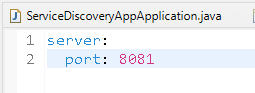 ServiceDiscoveryAppApplication.java
1 server:
2   port: 8081